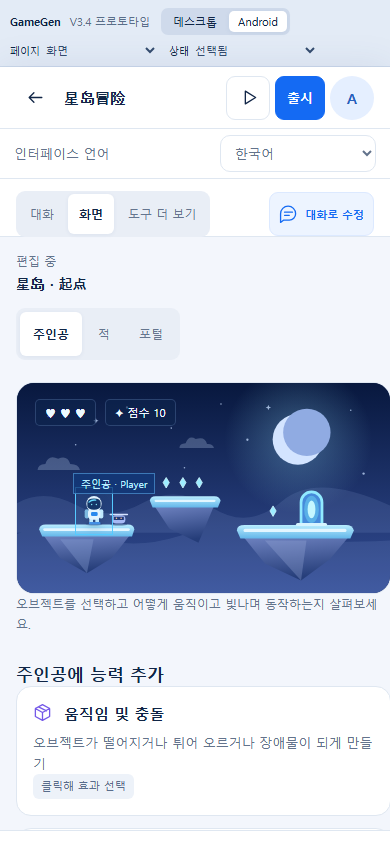 GameGen V3.4 프로토타입 데스크톱 Android
페이지 화면 상태 선택됨
星岛冒险 출시 A
인터페이스 언어 한국어
대화 화면 도구 더 보기 대화로 수정
편집 중
星岛 · 起点
주인공 적 포털
♥ ♥ ♥ ✦ 점수 10
주인공 · Player
오브젝트를 선택하고 어떻게 움직이고 빛나며 동작하는지 살펴보세
요.
주인공에 능력 추가
움직임 및 충돌
오브젝트가 떨어지거나 튀어 오르거나 장애물이 되게 만들
기
클릭해 효과 선택